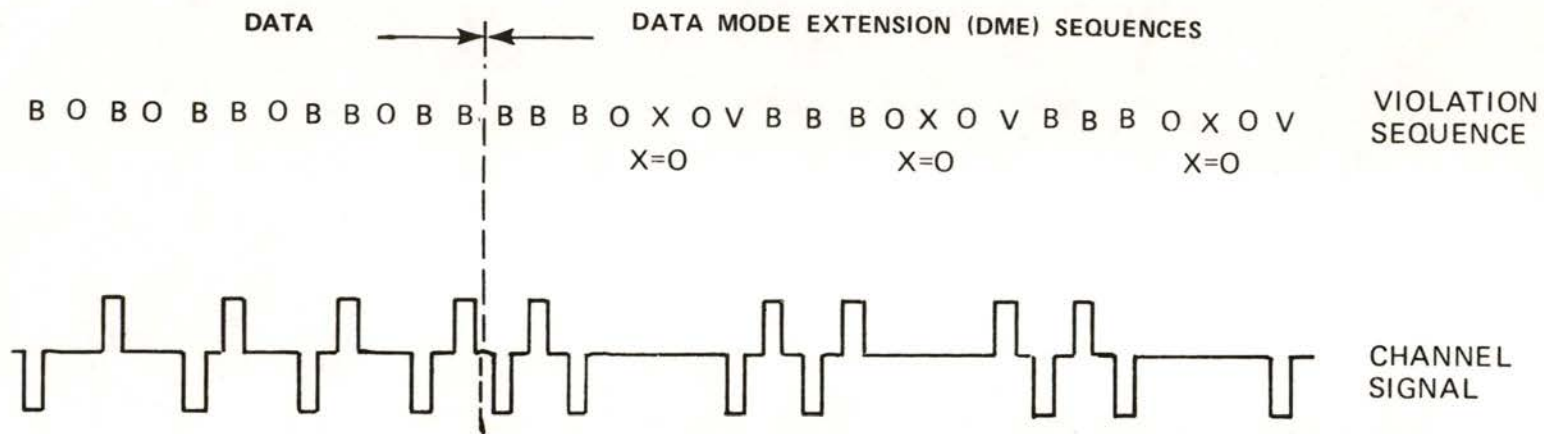 DATA
DATA MODE EXTENSION (DME) SEQUENCES
B O B O B B O B B O B B B B B O X O V B B B O X O V B B B O X O V
VIOLATION
SEQUENCE
X=O X=O X=O
CHANNEL
SIGNAL